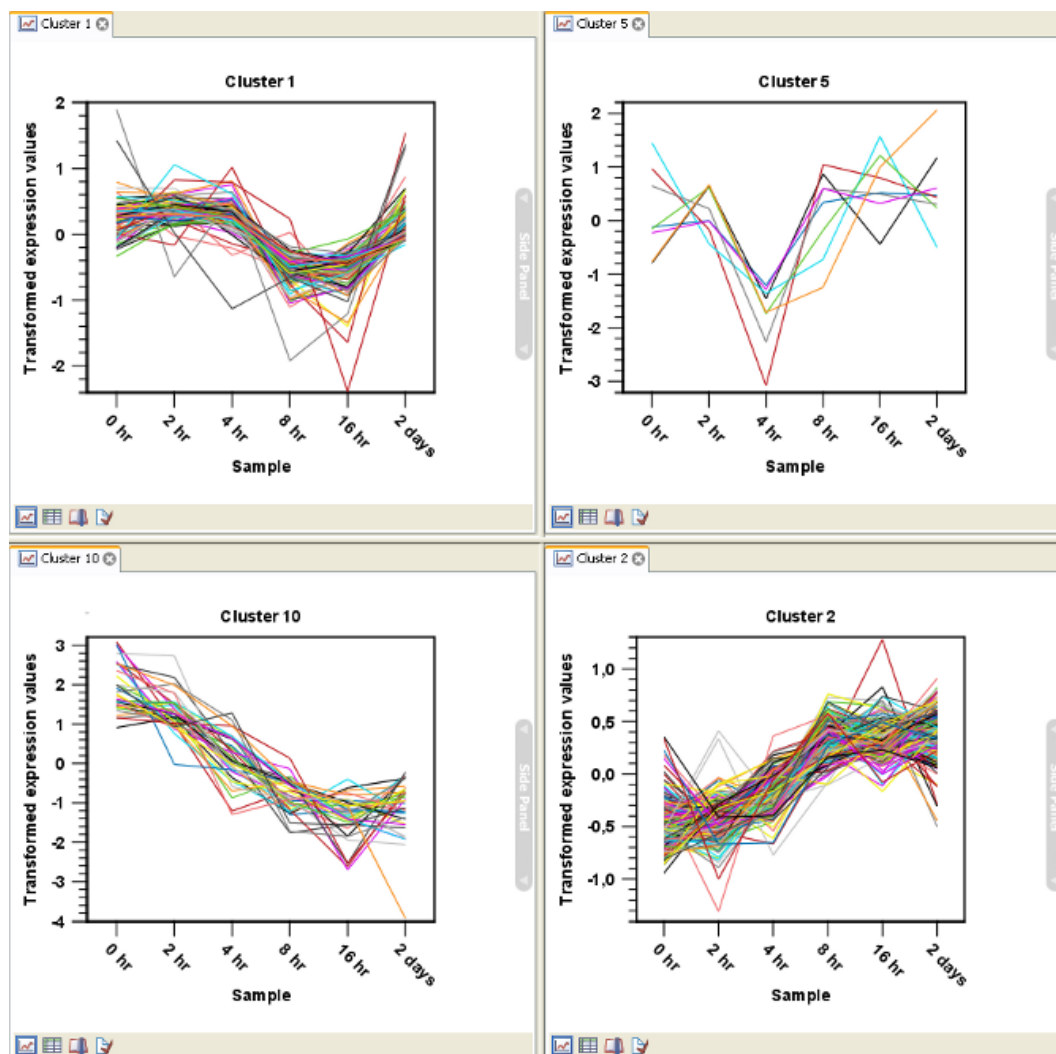 Cluster 1
Cluster 1
Transformed expression values
2
1
0
-1
-2
0 hr
2 hr
4 hr
8 hr
16 hr
2 days
Sample
Side Panel
Cluster 5
Cluster 5
Transformed expression values
2
1
0
-1
-2
-3
0 hr
2 hr
4 hr
8 hr
16 hr
2 days
Sample
Cluster 10
Cluster 10
Transformed expression values
3
2
1
0
-1
-2
-3
-4
0 hr
2 hr
4 hr
8 hr
16 hr
2 days
Sample
Side Panel
Cluster 2
Cluster 2
Transformed expression values
1,0
0,5
0,0
-0,5
-1,0
0 hr
2 hr
4 hr
8 hr
16 hr
2 days
Sample